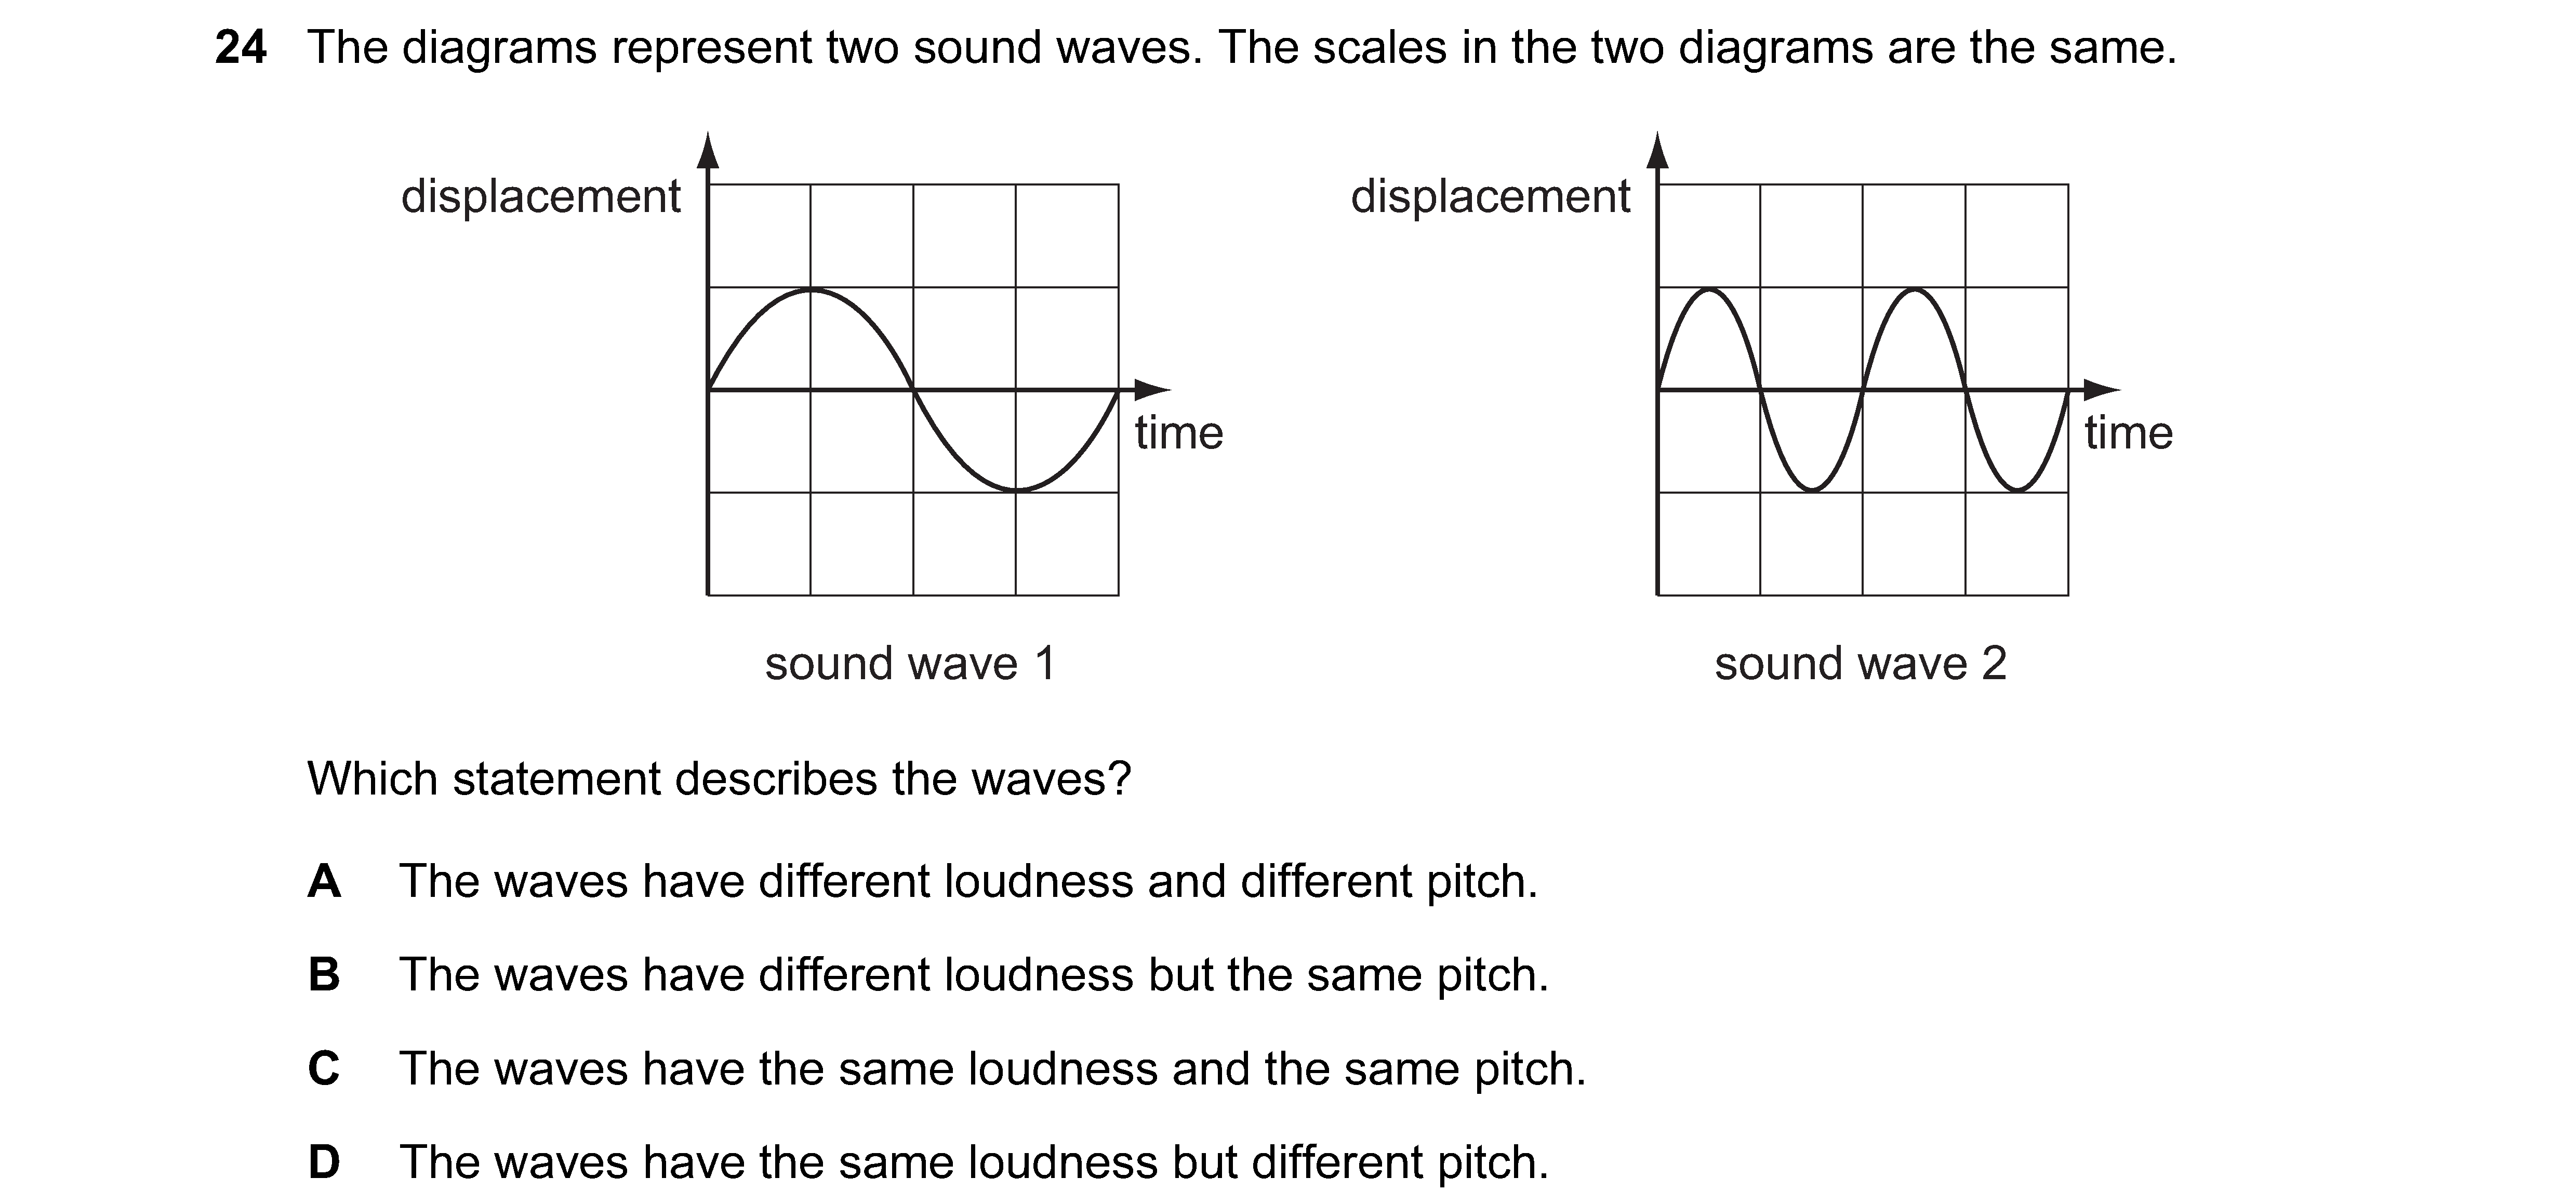 24 The diagrams represent two sound waves. The scales in the two diagrams are the same.
displacement
time
sound wave 1
displacement
time
sound wave 2
Which statement describes the waves?
A The waves have different loudness and different pitch.
B The waves have different loudness but the same pitch.
C The waves have the same loudness and the same pitch.
D The waves have the same loudness but different pitch.